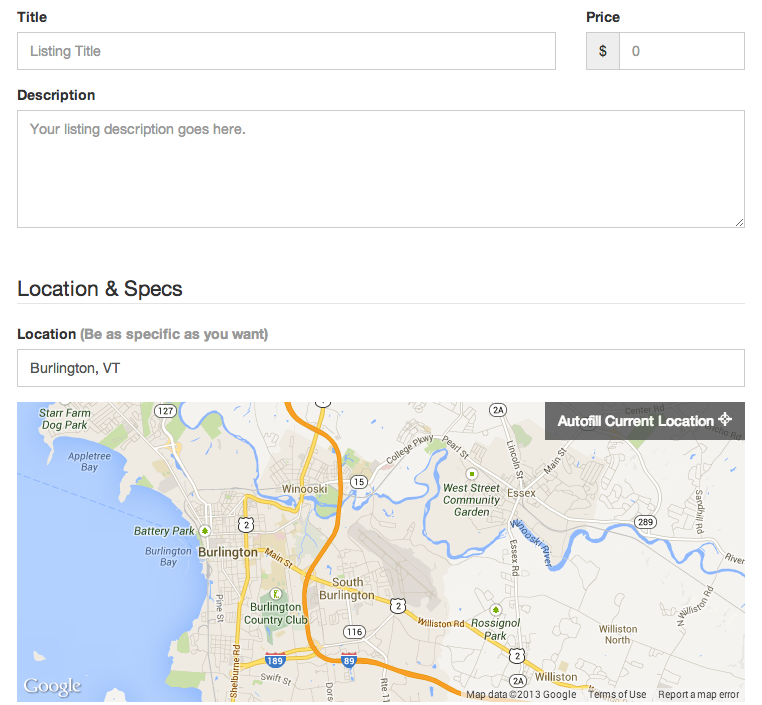 Title
Price
Listing Title
$ 0
Description
Your listing description goes here.
Location & Specs
Location (Be as specific as you want)
Burlington, VT
Autofill Current Location
Center Rd
Starr Farm
Dog Park
127
2A
College Pkwy
Pearl St
Lincoln St
Main St
Appletree
Bay
Winooski
15
West Street
Community
Garden
Essex
Sandhill Rd
289
Battery Park
2
Winooski
River
Burlington
Bay
Burlington
Main St
Essex Rd
River
South
Burlington
Pine St
Burlington
Country Club
2
Williston Rd
Rossignol
Park
N Williston Rd
Williston
North
116
Shelburne Rd
189
89
2
Swift St
Dors
Rte 11
2A
Williston
Google
Map data ©2013 Google
Terms of Use
Report a map error